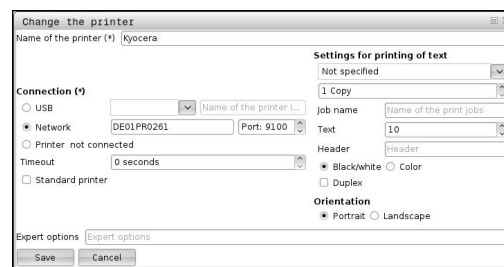 Change the printer
Name of the printer (*) Kyocera
Settings for printing of text
Not specified
1 Copy
Connection (*)
USB Name of the printer i...
Job name Name of the print jobs
Network DE01PR0261 Port: 9100
Text 10
Printer not connected
Header Header
Timeout 0 seconds
Black/white Color
Standard printer
Duplex
Orientation
Portrait Landscape
Expert options Expert options
Save Cancel